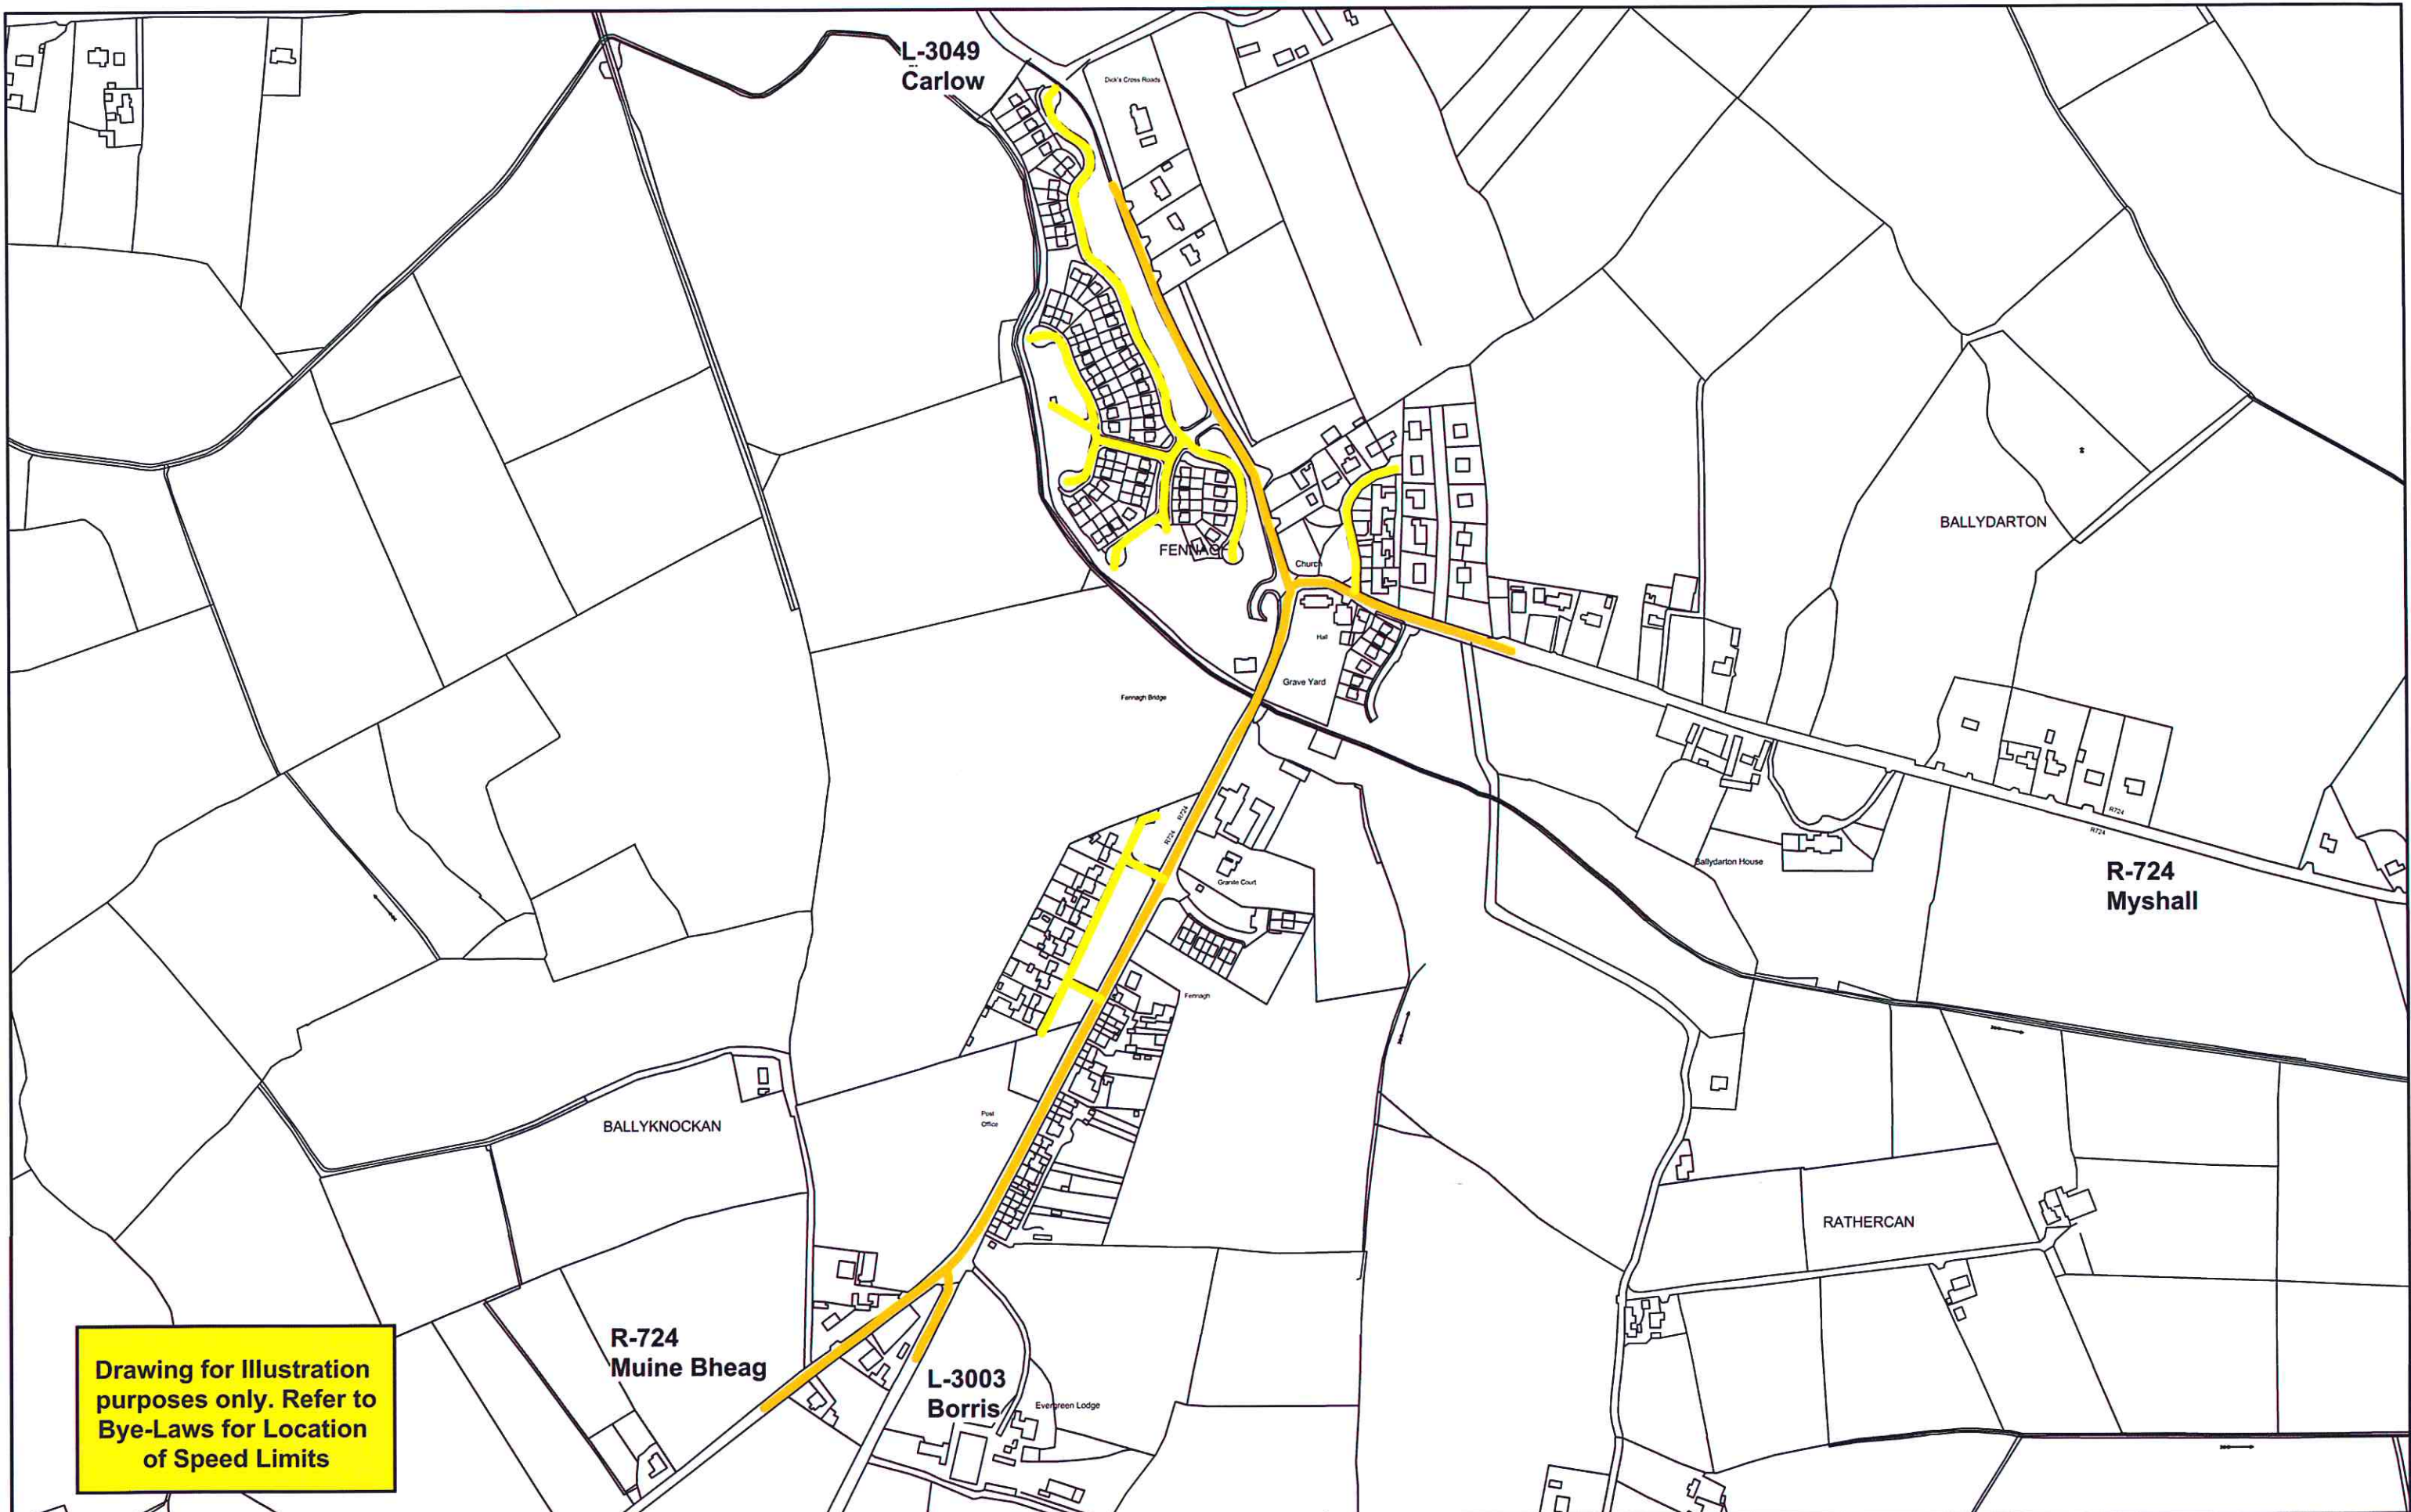 L-3049
Carlow
Dick's Cross Roads
BALLYDARTON
FENNAGH
Church
Hall
Grave Yard
Fennagh Bridge
R724
R724
R724
R724
Ballydarton House
R-724
Myshall
Granite Court
Fennagh
Post
Office
BALLYKNOCKAN
RATHERCAN
R-724
Muine Bheag
L-3003
Borris
Evergreen Lodge
Drawing for Illustration
purposes only. Refer to
Bye-Laws for Location
of Speed Limits